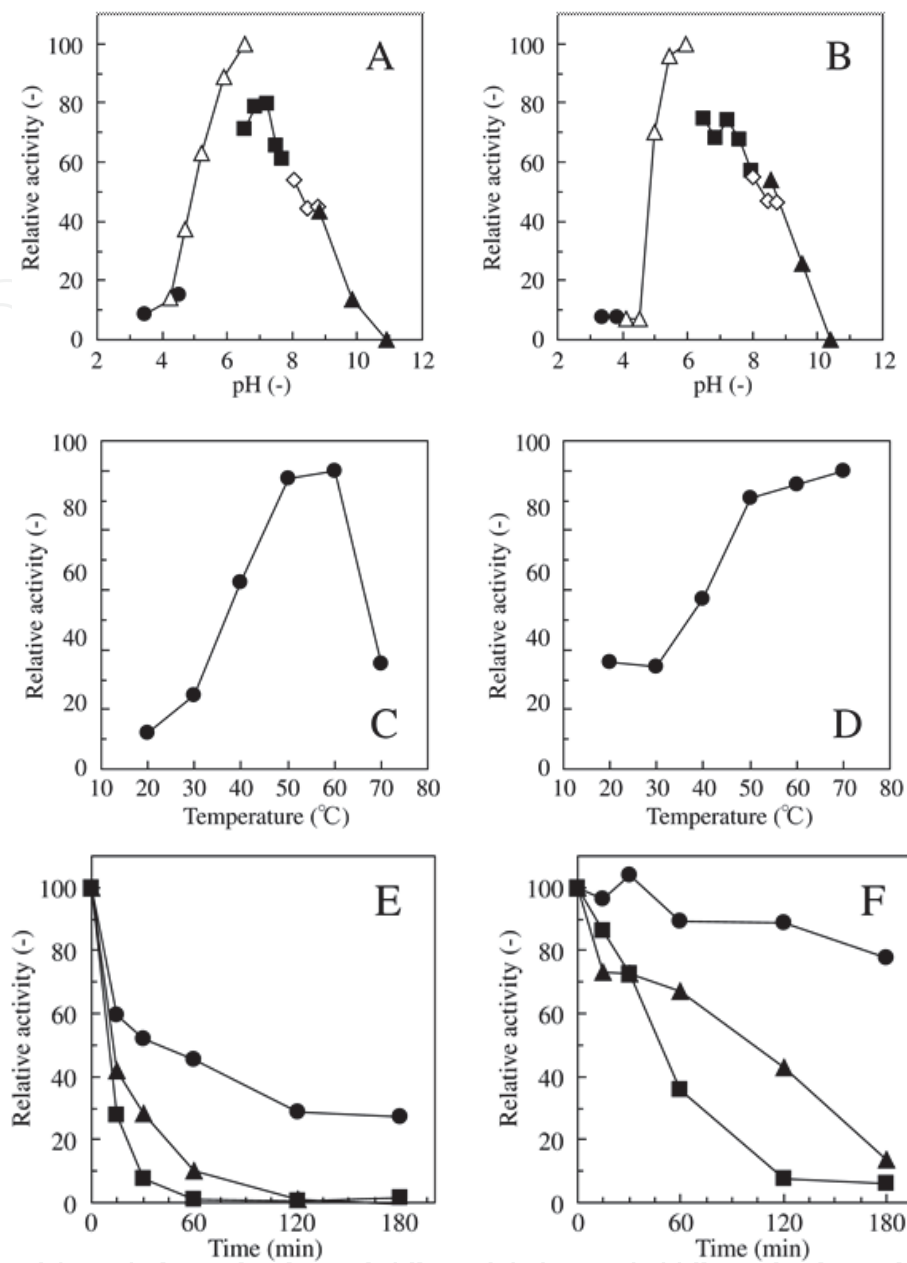 A
Relative activity (-)
100
80
60
40
20
0
2 4 6 8 10 12
pH (-)
B
Relative activity (-)
100
80
60
40
20
0
2 4 6 8 10 12
pH (-)
C
Relative activity (-)
100
80
60
40
20
0
10 20 30 40 50 60 70 80
Temperature (℃)
D
Relative activity (-)
100
80
60
40
20
0
10 20 30 40 50 60 70 80
Temperature (℃)
E
Relative activity (-)
100
80
60
40
20
0
0 60 120 180
Time (min)
F
Relative activity (-)
100
80
60
40
20
0
0 60 120 180
Time (min)